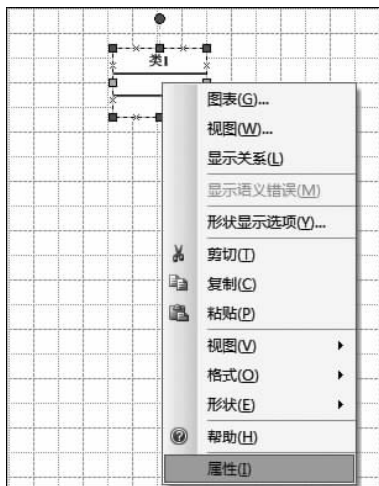 类1
图表(G)...
视图(W)...
显示关系(L)
显示语义错误(M)
形状显示选项(Y)...
剪切(T)
复制(C)
粘贴(P)
视图(V)
格式(O)
形状(E)
帮助(H)
属性(I)